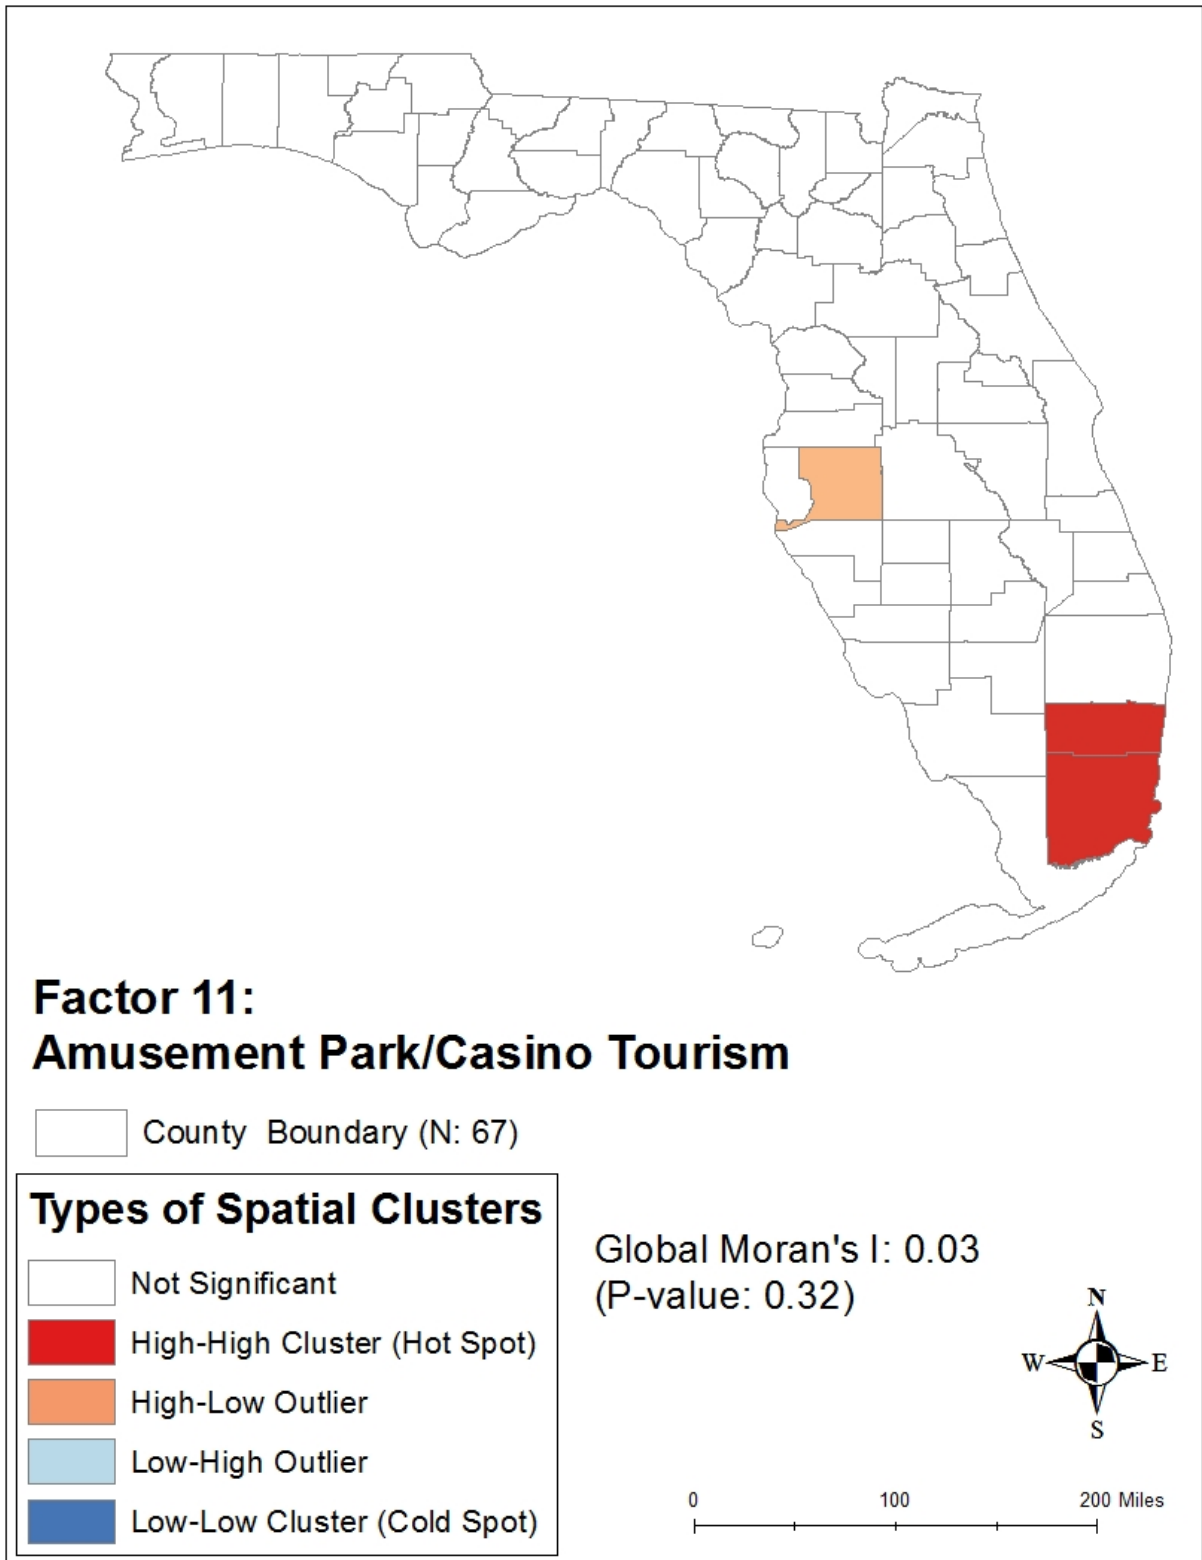 Factor 11:
Amusement Park/Casino Tourism
County Boundary (N: 67)
Types of Spatial Clusters
Not Significant
High-High Cluster (Hot Spot)
High-Low Outlier
Low-High Outlier
Low-Low Cluster (Cold Spot)
Global Moran's I: 0.03
(P-value: 0.32)
N
W E
S
0 100 200 Miles